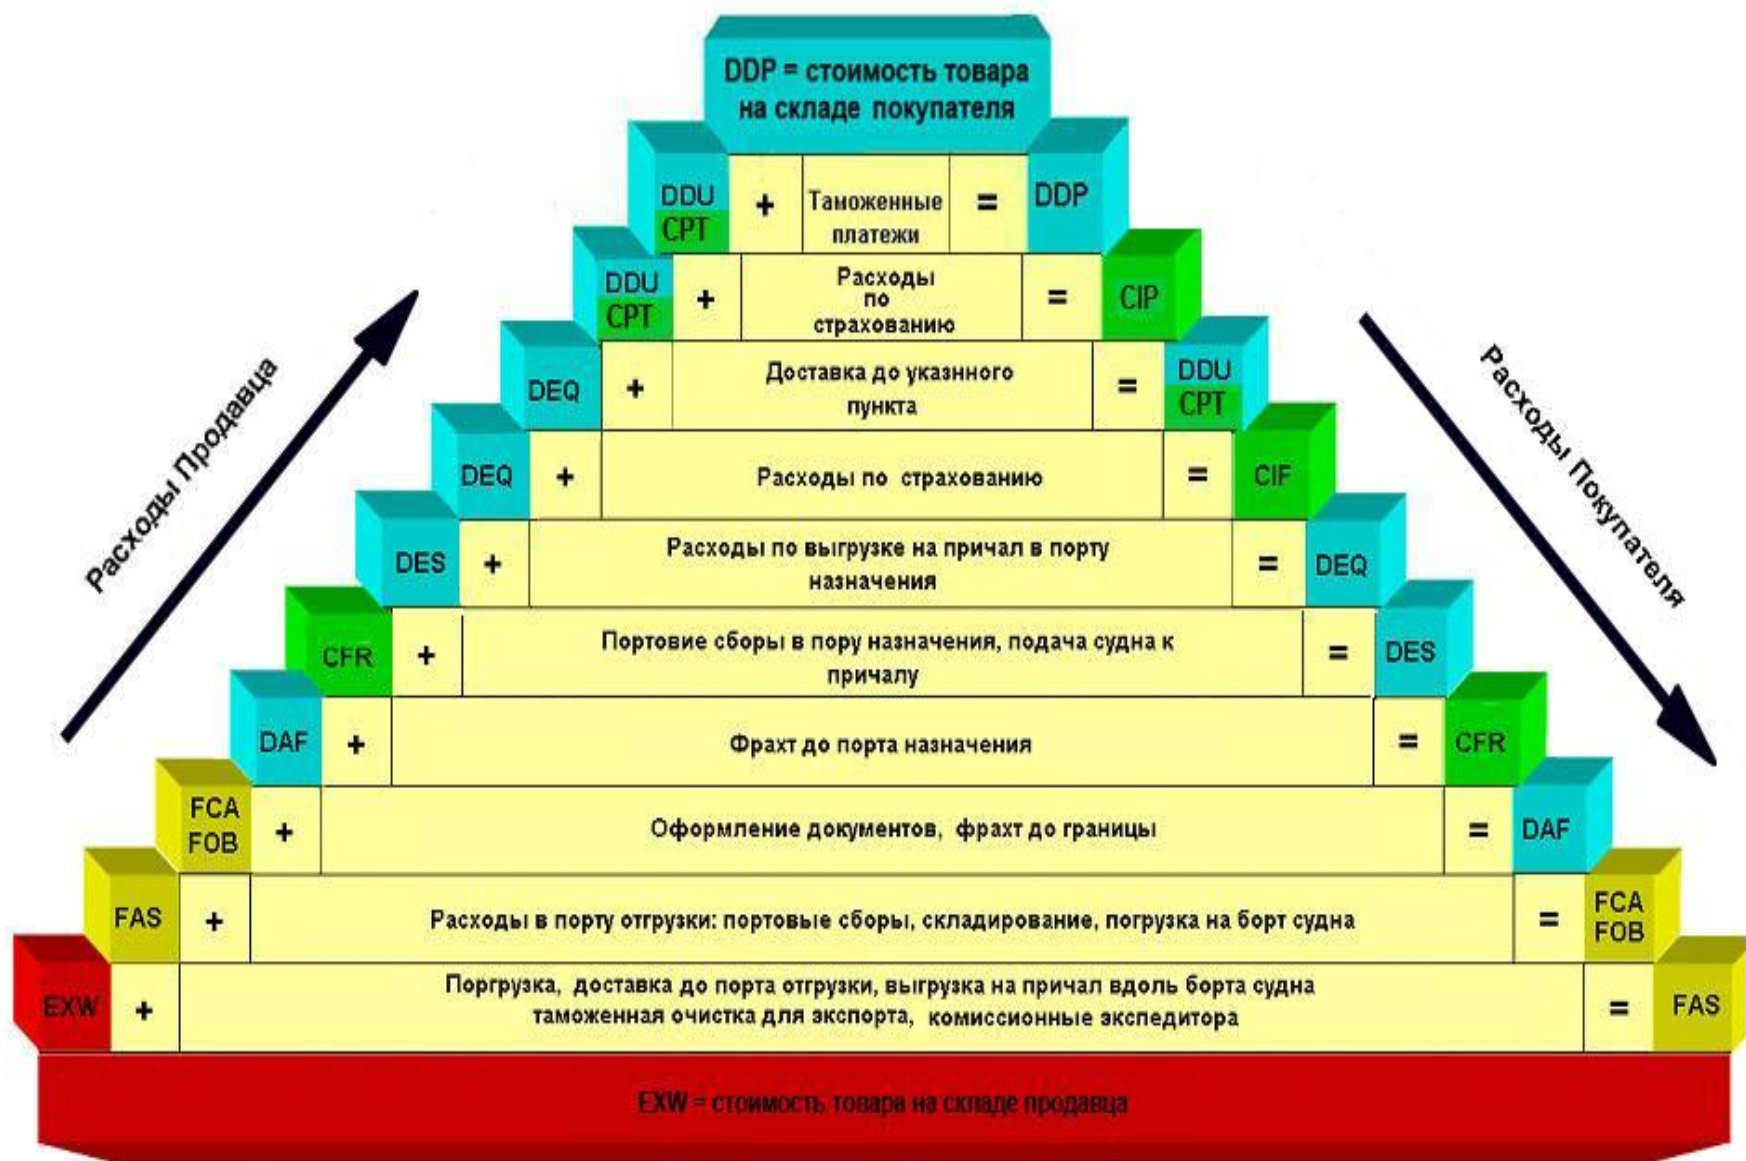 DDP = стоимость товара
на складе покупателя
DDU
CPT
+
Таможенные
платежи
=
DDP
DDU
CPT
+
Расходы
по
страхованию
=
CIP
DEQ
+
Доставка до указнного
пункта
=
DDU
CPT
DEQ
+
Расходы по страхованию
=
CIF
DES
+
Расходы по выгрузке на причал в порту
назначения
=
DEQ
CFR
+
Портовие сборы в пору назначения, подача судна к
причалу
=
DES
DAF
+
Фрахт до порта назначения
=
CFR
FCA
FOB
+
Оформление документов, фрахт до границы
=
DAF
FAS
+
Расходы в порту отгрузки: портовые сборы, складирование, погрузка на борт судна
=
FCA
FOB
EXW
+
Поргрузка, доставка до порта отгрузки, выгрузка на причал вдоль борта судна
таможенная очистка для экспорта, комиссионные экспедитора
=
FAS
EXW = стоимость товара на складе продавца
Расходы Продавца
Расходы Покупателя